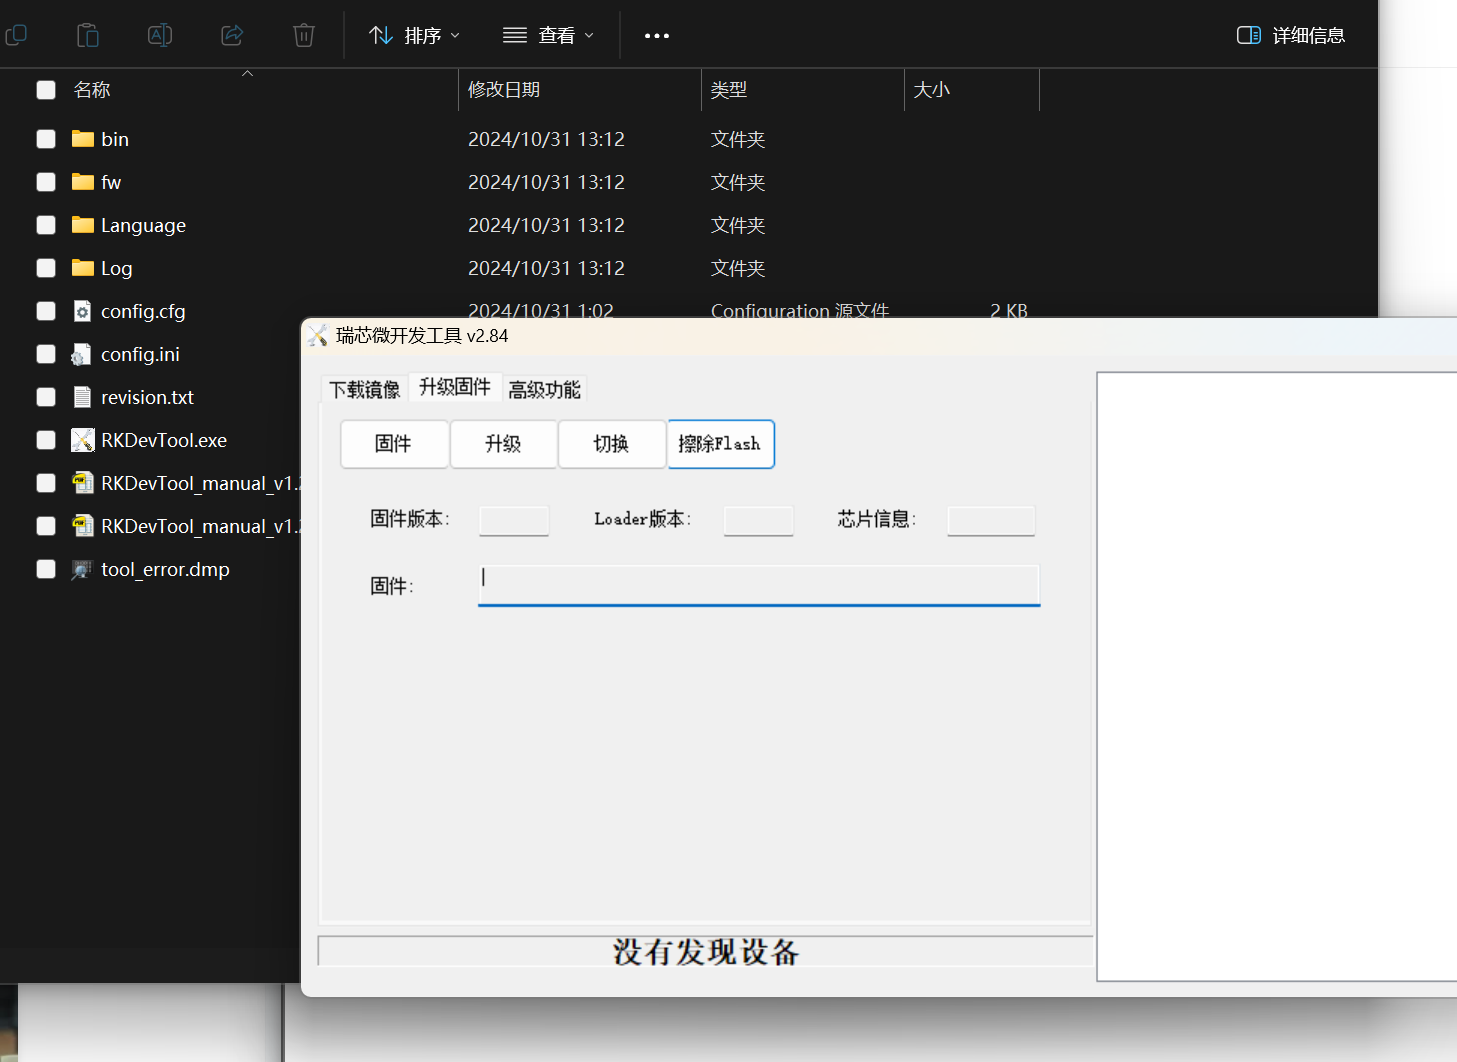 排序
查看
详细信息
名称 修改日期 类型 大小
bin 2024/10/31 13:12 文件夹
fw 2024/10/31 13:12 文件夹
Language 2024/10/31 13:12 文件夹
Log 2024/10/31 13:12 文件夹
config.cfg 2024/10/31 1:02 Configuration 源文件 2 KB
config.ini
revision.txt
RKDevTool.exe
RKDevTool_manual_v1.2
RKDevTool_manual_v1.2
tool_error.dmp
瑞芯微开发工具 v2.84
下载镜像 升级固件 高级功能
固件 升级 切换 擦除Flash
固件版本: Loader版本: 芯片信息:
固件:
没有发现设备